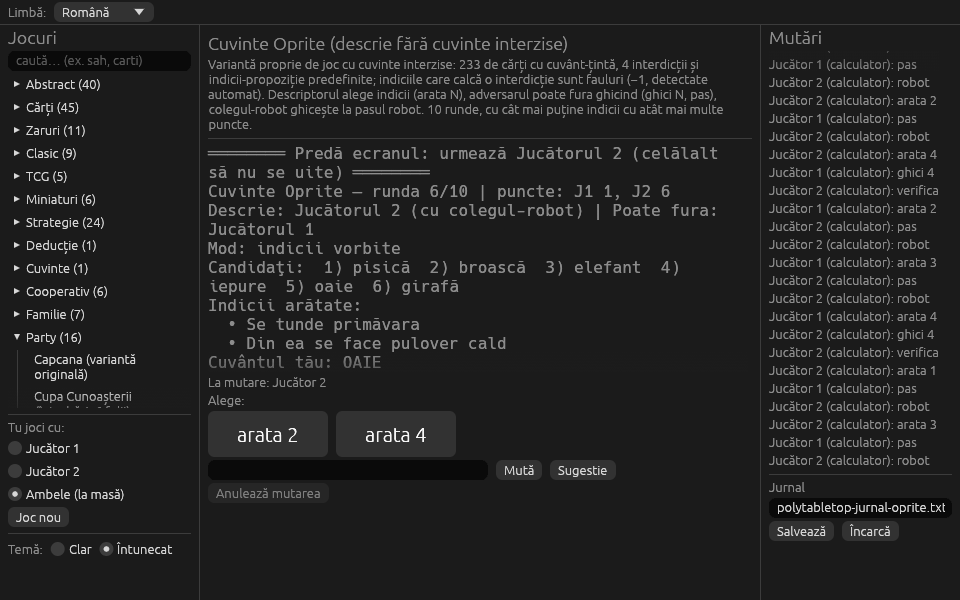 Limbă: Română
Jocuri
caută... (ex. sah, carti)
Abstract (40)
Cărți (45)
Zaruri (11)
Clasic (9)
TCG (5)
Miniaturi (6)
Strategie (24)
Deducție (1)
Cuvinte (1)
Cooperativ (6)
Familie (7)
Party (16)
Capcana (variantă
originală)
Cupa Cunoașterii
Tu joci cu:
Jucător 1
Jucător 2
Ambele (la masă)
Joc nou
Temă: Clar Întunecat
Cuvinte Oprite (descrie fără cuvinte interzise)
Variantă proprie de joc cu cuvinte interzise: 233 de cărți cu cuvânt-țintă, 4 interdicții și
indicii-propoziție predefinite; indiciile care calcă o interdicție sunt fauluri (−1, detectate
automat). Descriptorul alege indicii (arata N), adversarul poate fura ghicind (ghici N, pas),
colegul-robot ghicește la pasul robot. 10 runde, cu cât mai puține indicii cu atât mai multe
puncte.
════════ Predă ecranul: urmează Jucătorul 2 (celălalt
să nu se uite) ════════
Cuvinte Oprite — runda 6/10 | puncte: J1 1, J2 6
Descrie: Jucătorul 2 (cu colegul-robot) | Poate fura:
Jucătorul 1
Mod: indicii vorbite
Candidați: 1) pisică 2) broască 3) elefant 4)
iepure 5) oaie 6) girafă
Indicii arătate:
• Se tunde primăvara
• Din ea se face pulover cald
Cuvântul tău: OAIE
La mutare: Jucător 2
Alege:
arata 2 arata 4
Mută Sugestie
Anulează mutarea
Mutări
Jucător 1 (calculator): pas
Jucător 2 (calculator): robot
Jucător 2 (calculator): arata 2
Jucător 1 (calculator): pas
Jucător 2 (calculator): robot
Jucător 2 (calculator): arata 4
Jucător 1 (calculator): ghici 4
Jucător 2 (calculator): verifica
Jucător 1 (calculator): arata 2
Jucător 2 (calculator): pas
Jucător 1 (calculator): robot
Jucător 1 (calculator): arata 3
Jucător 2 (calculator): pas
Jucător 1 (calculator): robot
Jucător 1 (calculator): arata 4
Jucător 2 (calculator): ghici 4
Jucător 1 (calculator): verifica
Jucător 2 (calculator): arata 1
Jucător 1 (calculator): pas
Jucător 2 (calculator): robot
Jucător 2 (calculator): arata 3
Jucător 1 (calculator): pas
Jucător 2 (calculator): robot
Jurnal
polytabletop-jurnal-oprite.txt
Salvează Încarcă